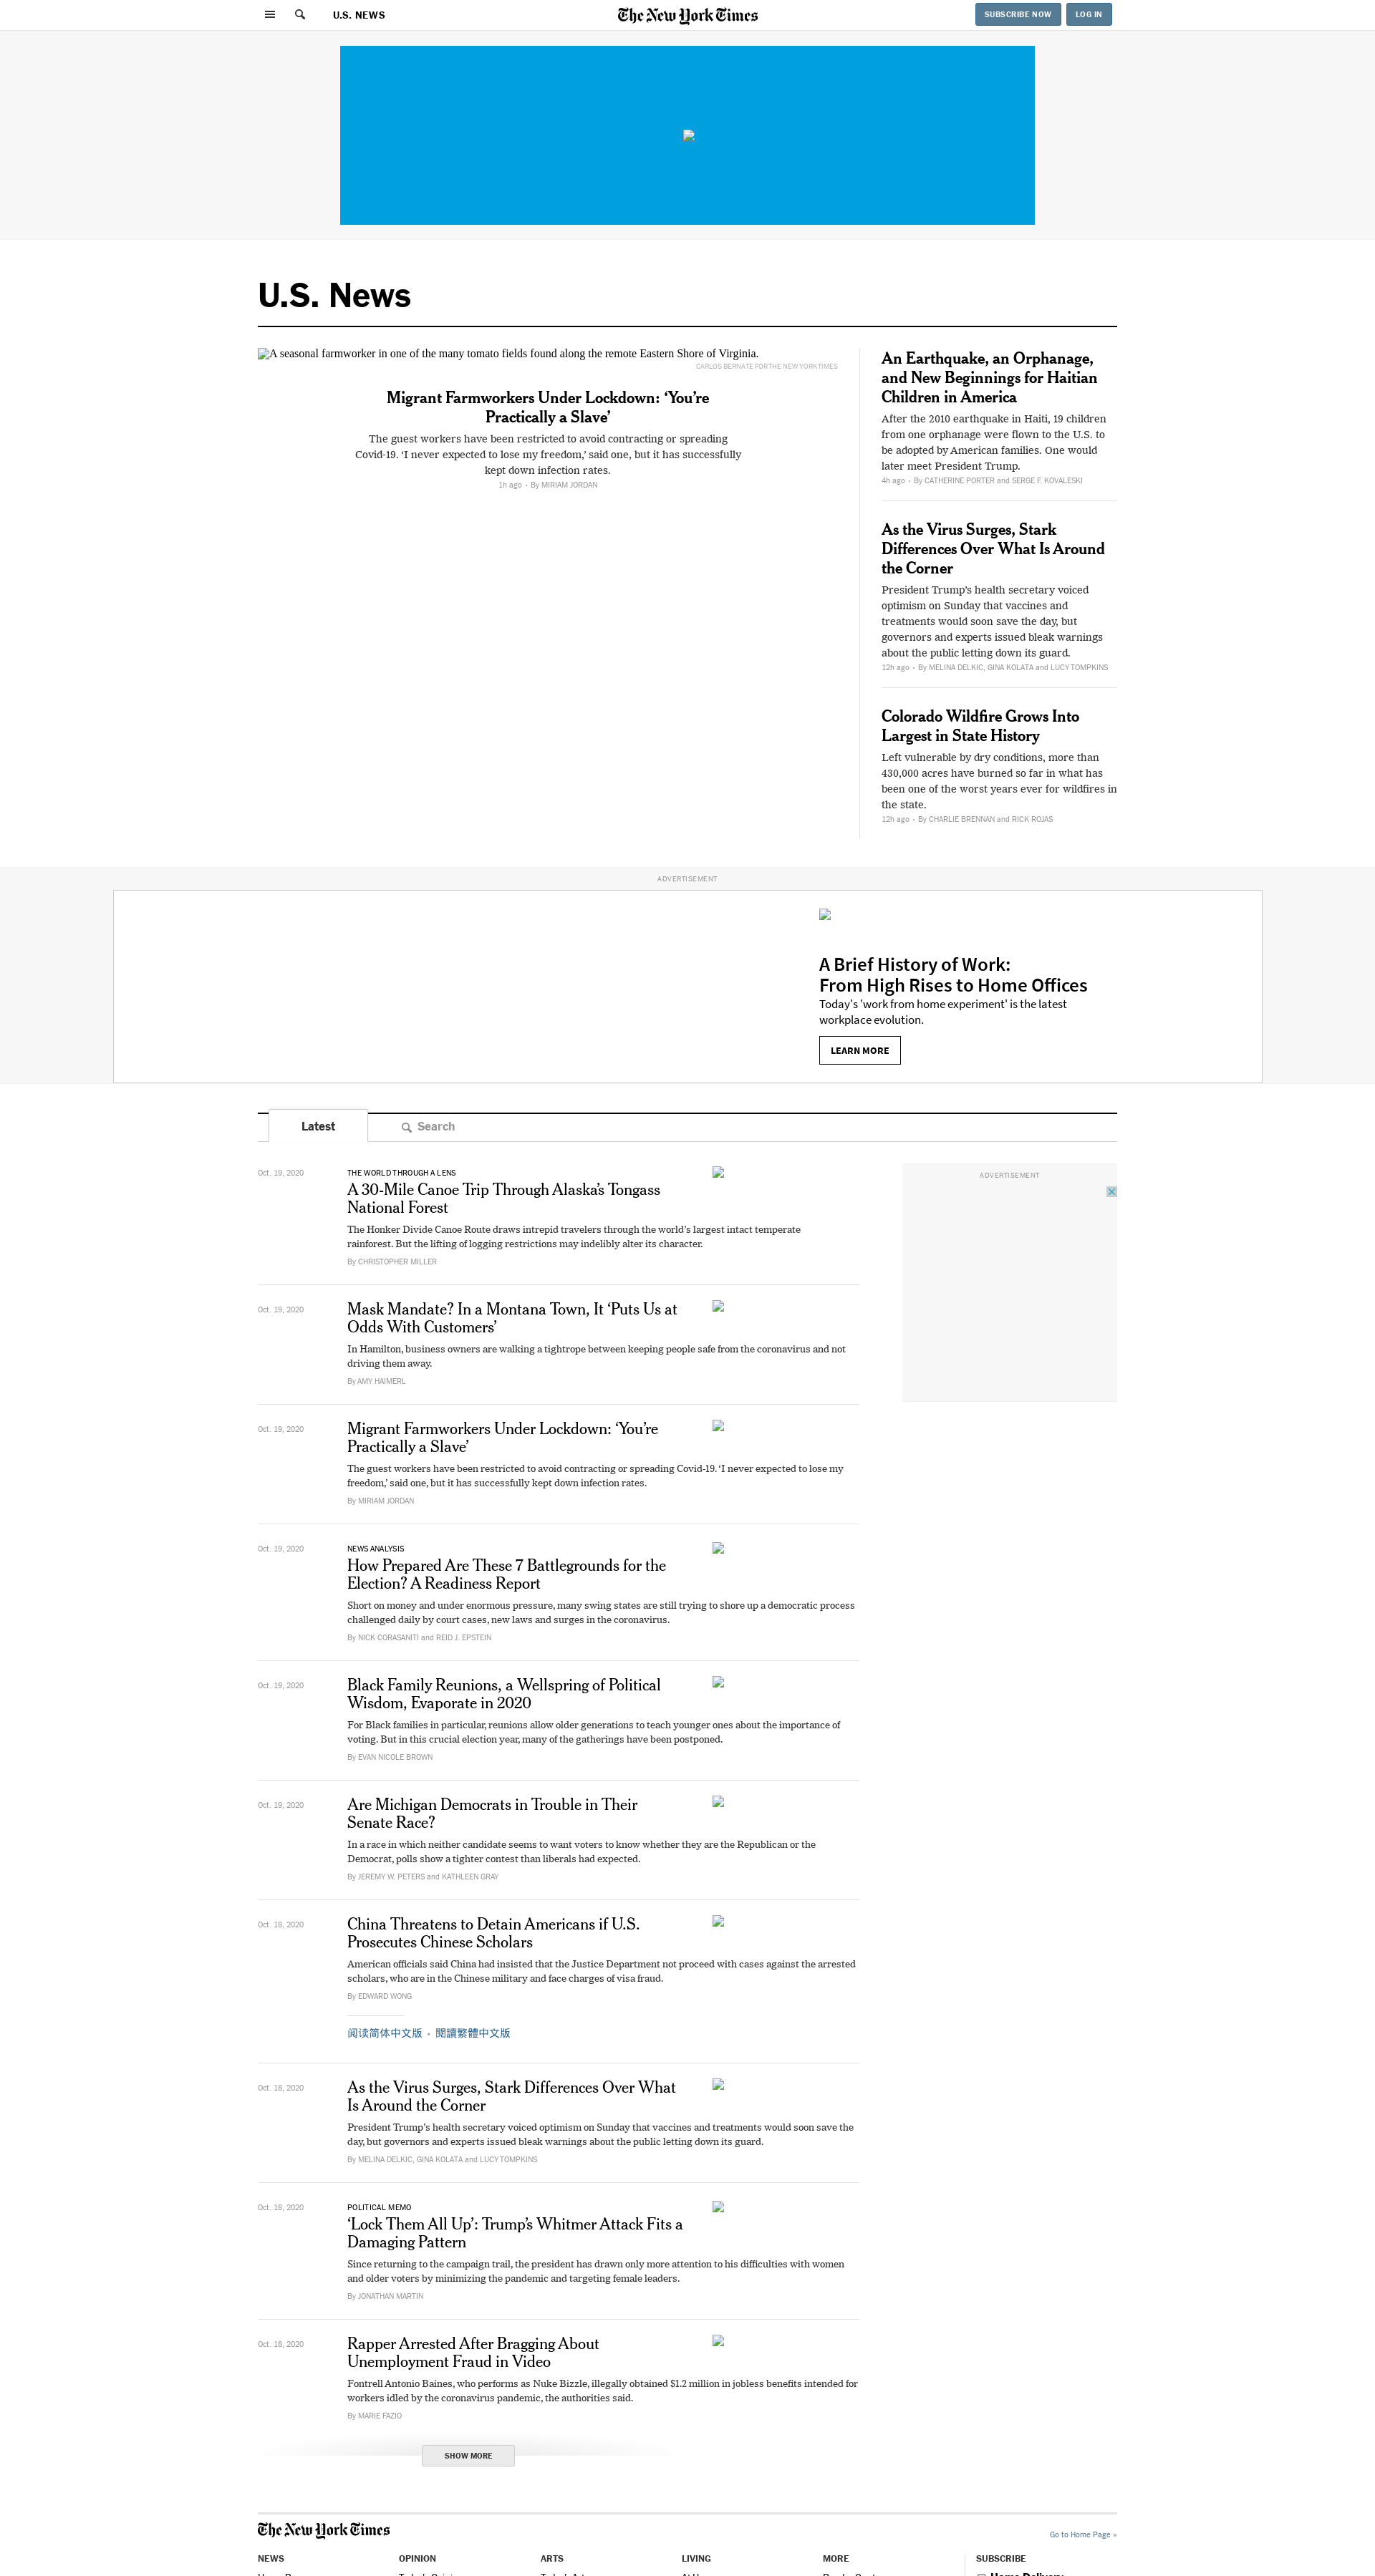 U.S. NEWS
The New York Times
SUBSCRIBE NOW
LOG IN
U.S. News
A seasonal farmworker in one of the many tomato fields found along the remote Eastern Shore of Virginia.
CARLOS BERNATE FOR THE NEW YORK TIMES
Migrant Farmworkers Under Lockdown: ‘You’re
Practically a Slave’
The guest workers have been restricted to avoid contracting or spreading
Covid-19. ‘I never expected to lose my freedom,’ said one, but it has successfully
kept down infection rates.
1h ago • By MIRIAM JORDAN
An Earthquake, an Orphanage,
and New Beginnings for Haitian
Children in America
After the 2010 earthquake in Haiti, 19 children
from one orphanage were flown to the U.S. to
be adopted by American families. One would
later meet President Trump.
4h ago • By CATHERINE PORTER and SERGE F. KOVALESKI
As the Virus Surges, Stark
Differences Over What Is Around
the Corner
President Trump’s health secretary voiced
optimism on Sunday that vaccines and
treatments would soon save the day, but
governors and experts issued bleak warnings
about the public letting down its guard.
12h ago • By MELINA DELKIC, GINA KOLATA and LUCY TOMPKINS
Colorado Wildfire Grows Into
Largest in State History
Left vulnerable by dry conditions, more than
430,000 acres have burned so far in what has
been one of the worst years ever for wildfires in
the state.
12h ago • By CHARLIE BRENNAN and RICK ROJAS
ADVERTISEMENT
A Brief History of Work:
From High Rises to Home Offices
Today's 'work from home experiment' is the latest
workplace evolution.
LEARN MORE
Latest
Search
ADVERTISEMENT
Oct. 19, 2020
THE WORLD THROUGH A LENS
A 30-Mile Canoe Trip Through Alaska’s Tongass
National Forest
The Honker Divide Canoe Route draws intrepid travelers through the world’s largest intact temperate
rainforest. But the lifting of logging restrictions may indelibly alter its character.
By CHRISTOPHER MILLER
Oct. 19, 2020
Mask Mandate? In a Montana Town, It ‘Puts Us at
Odds With Customers’
In Hamilton, business owners are walking a tightrope between keeping people safe from the coronavirus and not
driving them away.
By AMY HAIMERL
Oct. 19, 2020
Migrant Farmworkers Under Lockdown: ‘You’re
Practically a Slave’
The guest workers have been restricted to avoid contracting or spreading Covid-19. ‘I never expected to lose my
freedom,’ said one, but it has successfully kept down infection rates.
By MIRIAM JORDAN
Oct. 19, 2020
NEWS ANALYSIS
How Prepared Are These 7 Battlegrounds for the
Election? A Readiness Report
Short on money and under enormous pressure, many swing states are still trying to shore up a democratic process
challenged daily by court cases, new laws and surges in the coronavirus.
By NICK CORASANITI and REID J. EPSTEIN
Oct. 19, 2020
Black Family Reunions, a Wellspring of Political
Wisdom, Evaporate in 2020
For Black families in particular, reunions allow older generations to teach younger ones about the importance of
voting. But in this crucial election year, many of the gatherings have been postponed.
By EVAN NICOLE BROWN
Oct. 19, 2020
Are Michigan Democrats in Trouble in Their
Senate Race?
In a race in which neither candidate seems to want voters to know whether they are the Republican or the
Democrat, polls show a tighter contest than liberals had expected.
By JEREMY W. PETERS and KATHLEEN GRAY
Oct. 18, 2020
China Threatens to Detain Americans if U.S.
Prosecutes Chinese Scholars
American officials said China had insisted that the Justice Department not proceed with cases against the arrested
scholars, who are in the Chinese military and face charges of visa fraud.
By EDWARD WONG
阅读简体中文版 • 閱讀繁體中文版
Oct. 18, 2020
As the Virus Surges, Stark Differences Over What
Is Around the Corner
President Trump’s health secretary voiced optimism on Sunday that vaccines and treatments would soon save the
day, but governors and experts issued bleak warnings about the public letting down its guard.
By MELINA DELKIC, GINA KOLATA and LUCY TOMPKINS
Oct. 18, 2020
POLITICAL MEMO
‘Lock Them All Up’: Trump’s Whitmer Attack Fits a
Damaging Pattern
Since returning to the campaign trail, the president has drawn only more attention to his difficulties with women
and older voters by minimizing the pandemic and targeting female leaders.
By JONATHAN MARTIN
Oct. 18, 2020
Rapper Arrested After Bragging About
Unemployment Fraud in Video
Fontrell Antonio Baines, who performs as Nuke Bizzle, illegally obtained $1.2 million in jobless benefits intended for
workers idled by the coronavirus pandemic, the authorities said.
By MARIE FAZIO
SHOW MORE
The New York Times
Go to Home Page »
NEWS
OPINION
ARTS
LIVING
MORE
SUBSCRIBE